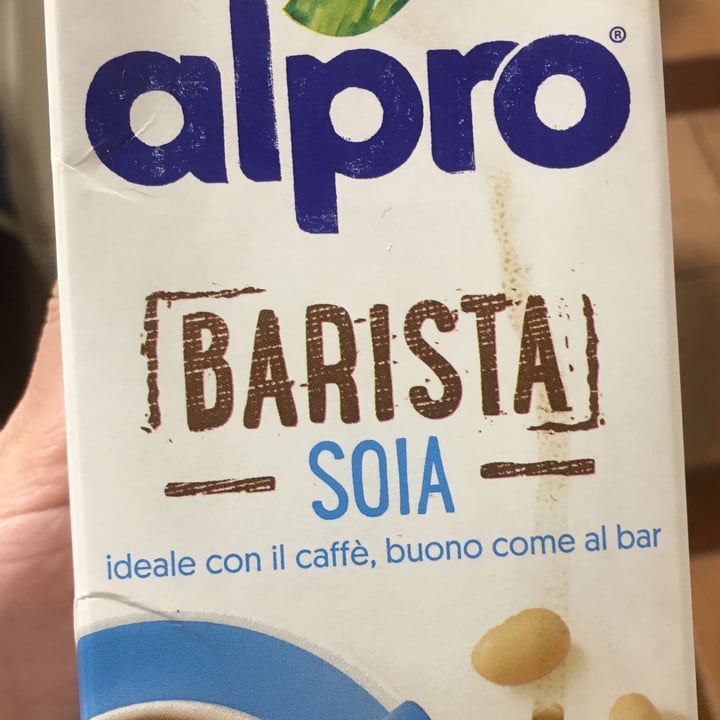 alpro®
BARISTA
SOIA
ideale con il caffè, buono come al bar